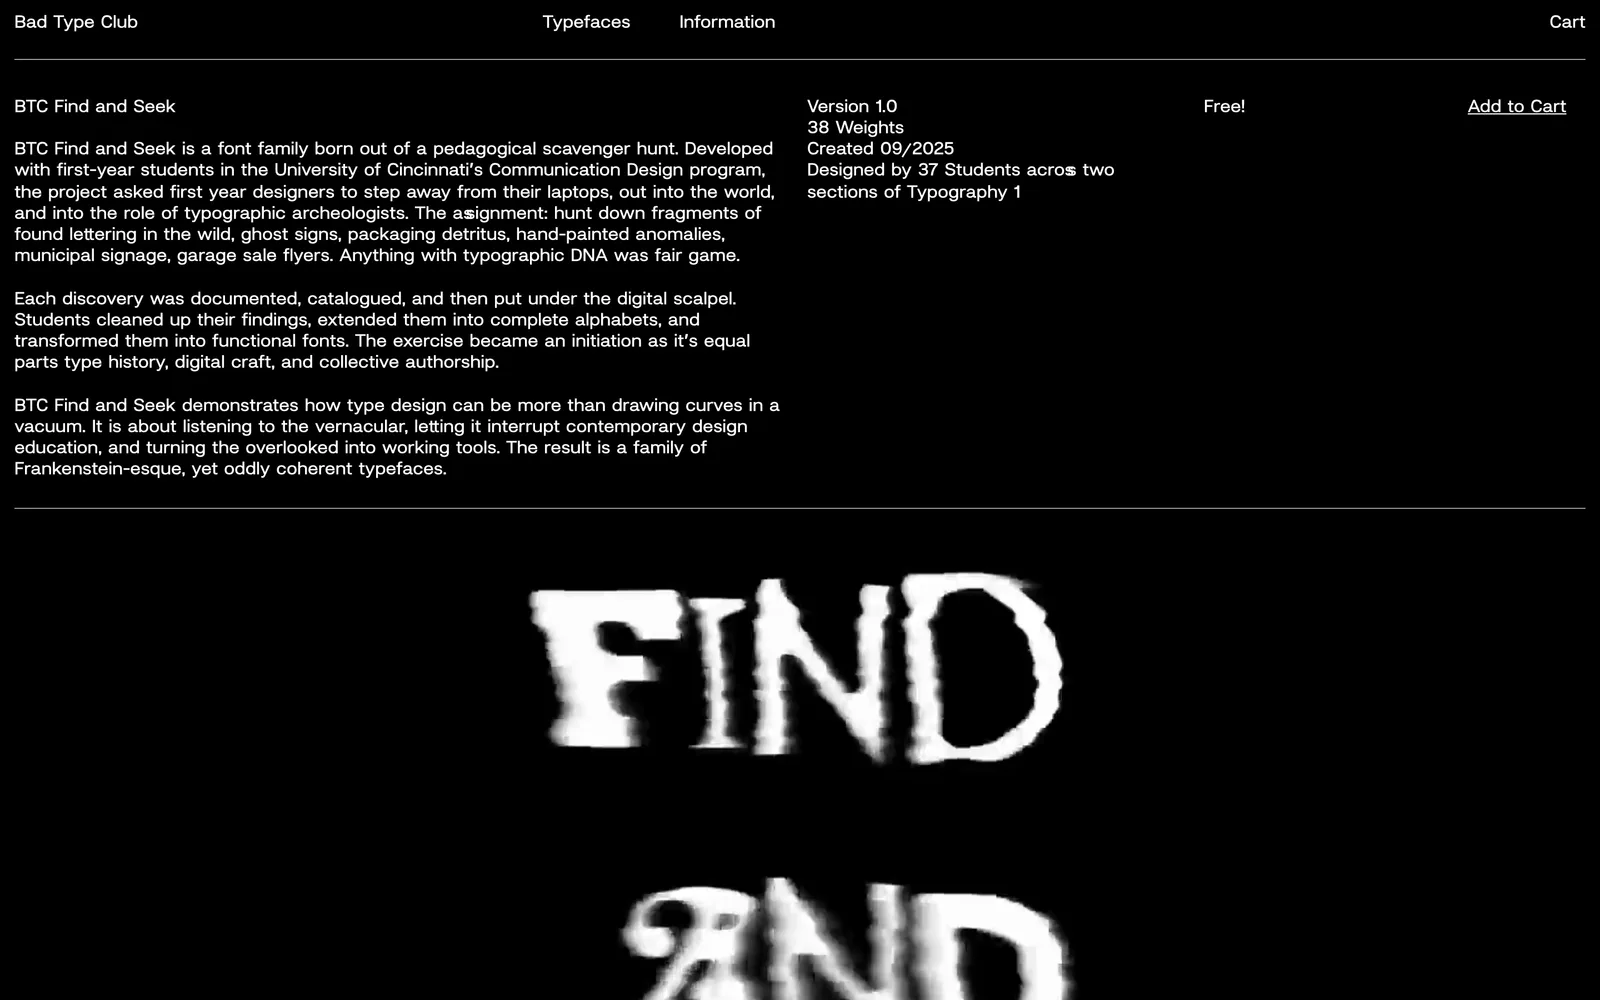 Bad Type Club
Typefaces
Information
Cart
BTC Find and Seek
BTC Find and Seek is a font family born out of a pedagogical scavenger hunt. Developed
with first-year students in the University of Cincinnati's Communication Design program,
the project asked first year designers to step away from their laptops, out into the world,
and into the role of typographic archeologists. The assignment: hunt down fragments of
found lettering in the wild, ghost signs, packaging detritus, hand-painted anomalies,
municipal signage, garage sale flyers. Anything with typographic DNA was fair game.
Each discovery was documented, catalogued, and then put under the digital scalpel.
Students cleaned up their findings, extended them into complete alphabets, and
transformed them into functional fonts. The exercise became an initiation as it's equal
parts type history, digital craft, and collective authorship.
BTC Find and Seek demonstrates how type design can be more than drawing curves in a
vacuum. It is about listening to the vernacular, letting it interrupt contemporary design
education, and turning the overlooked into working tools. The result is a family of
Frankenstein-esque, yet oddly coherent typefaces.
Version 1.0
38 Weights
Created 09/2025
Designed by 37 Students across two
sections of Typography 1
Free!
Add to Cart
FIND
AND